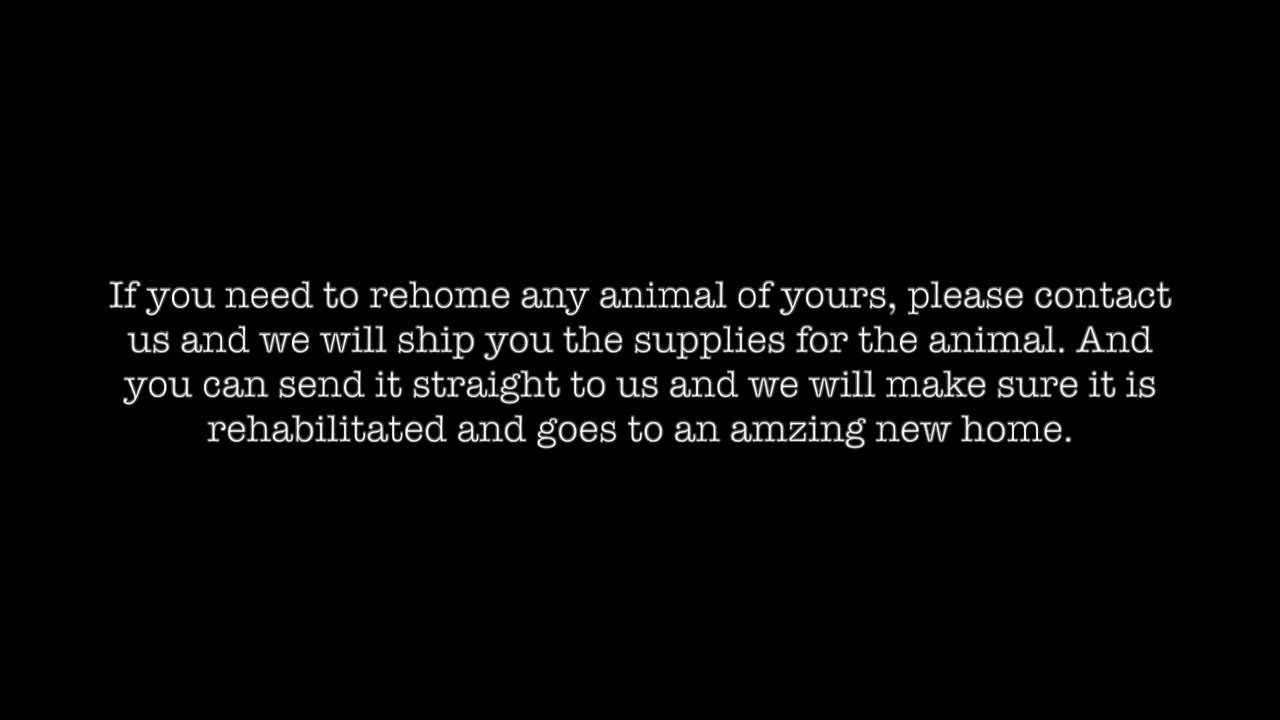 If you need to rehome any animal of yours, please contact
us and we will ship you the supplies for the animal. And
you can send it straight to us and we will make sure it is
rehabilitated and goes to an amzing new home.